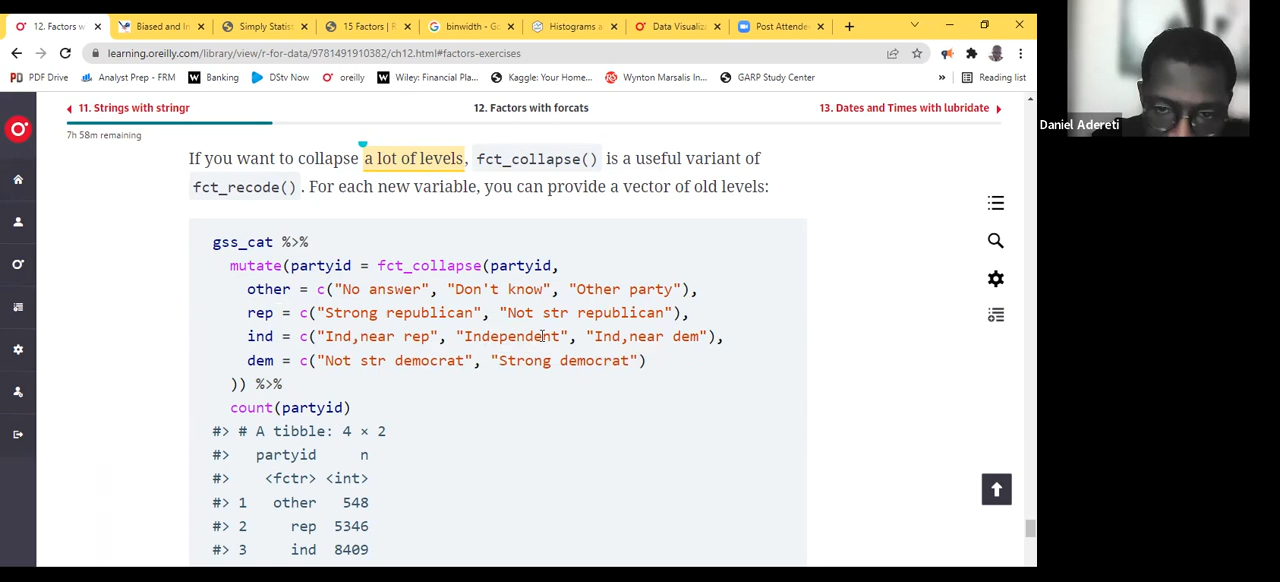 12. Factors w
Biased and In
Simply Statist
15 Factors | R
binwidth - Go
Histograms a
Data Visualiz
Post Attende
learning.oreilly.com/library/view/r-for-data/9781491910382/ch12.html#factors-exercises
PDF Drive
Analyst Prep - FRM
Banking
DStv Now
oreilly
Wiley: Financial Pla...
Kaggle: Your Home...
Wynton Marsalis In...
GARP Study Center
»
Reading list
11. Strings with stringr
12. Factors with forcats
13. Dates and Times with lubridate
7h 58m remaining
Daniel Adereti
If you want to collapse a lot of levels, fct_collapse() is a useful variant of
fct_recode(). For each new variable, you can provide a vector of old levels:
gss_cat %>%
mutate(partyid = fct_collapse(partyid,
other = c("No answer", "Don't know", "Other party"),
rep = c("Strong republican", "Not str republican"),
ind = c("Ind,near rep", "Independent", "Ind,near dem"),
dem = c("Not str democrat", "Strong democrat")
)) %>%
count(partyid)
#> # A tibble: 4 × 2
#> partyid n
#> <fctr> <int>
#> 1 other 548
#> 2 rep 5346
#> 3 ind 8409